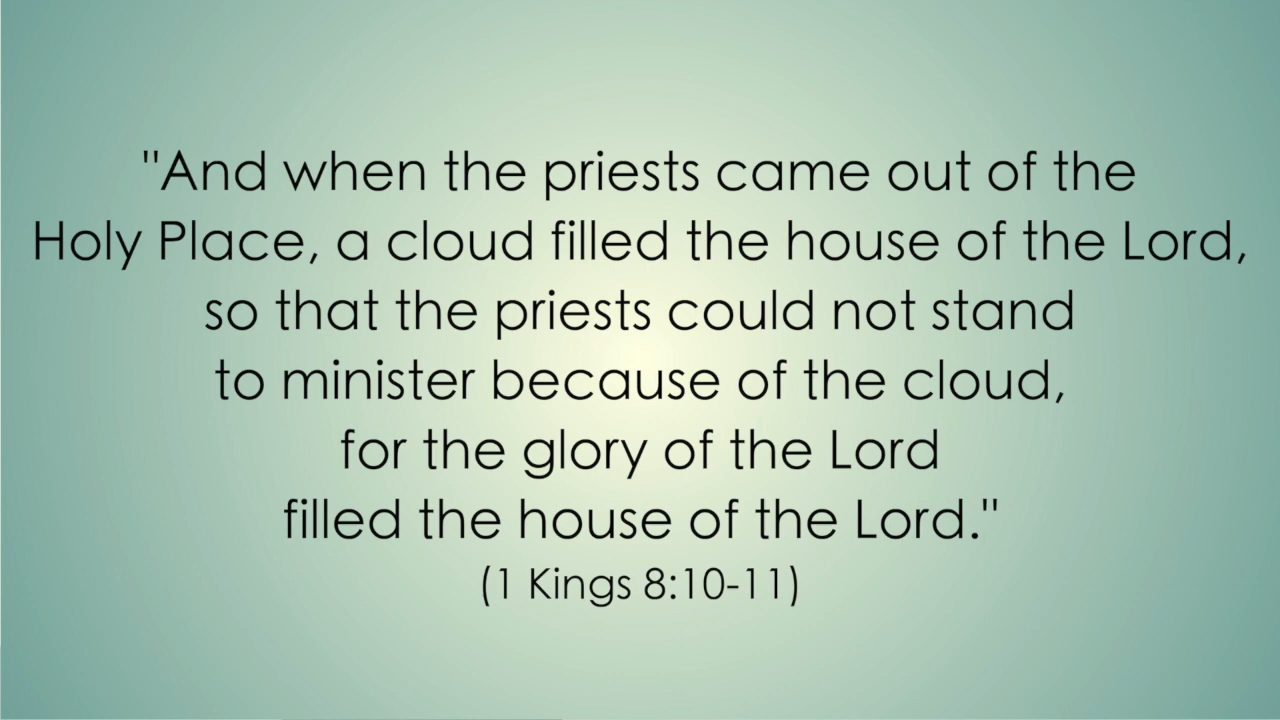 "And when the priests came out of the
Holy Place, a cloud filled the house of the Lord,
so that the priests could not stand
to minister because of the cloud,
for the glory of the Lord
filled the house of the Lord."
(1 Kings 8:10-11)